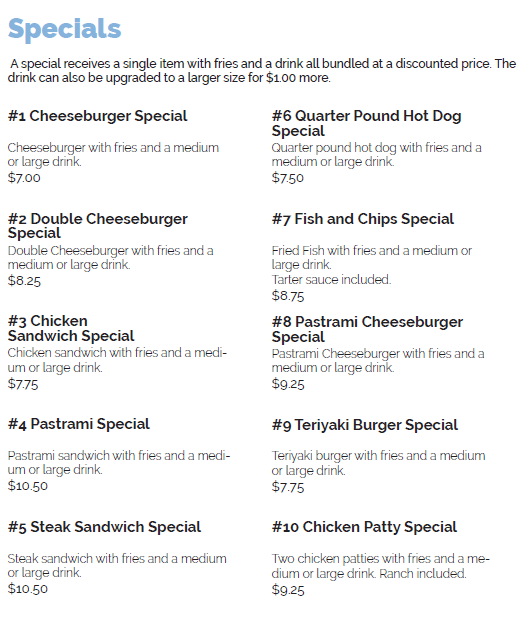 Specials
A special receives a single item with fries and a drink all bundled at a discounted price. The
drink can also be upgraded to a larger size for $1.00 more.
#1 Cheeseburger Special
Cheeseburger with fries and a medium
or large drink.
$7.00
#2 Double Cheeseburger
Special
Double Cheeseburger with fries and a
medium or large drink.
$8.25
#3 Chicken
Sandwich Special
Chicken sandwich with fries and a medi-
um or large drink.
$7.75
#4 Pastrami Special
Pastrami sandwich with fries and a medi-
um or large drink.
$10.50
#5 Steak Sandwich Special
Steak sandwich with fries and a medium
or large drink.
$10.50
#6 Quarter Pound Hot Dog
Special
Quarter pound hot dog with fries and a
medium or large drink.
$7.50
#7 Fish and Chips Special
Fried Fish with fries and a medium or
large drink.
Tarter sauce included.
$8.75
#8 Pastrami Cheeseburger
Special
Pastrami Cheeseburger with fries and a
medium or large drink.
$9.25
#9 Teriyaki Burger Special
Teriyaki burger with fries and a medium
or large drink.
$7.75
#10 Chicken Patty Special
Two chicken patties with fries and a me-
dium or large drink. Ranch included.
$9.25